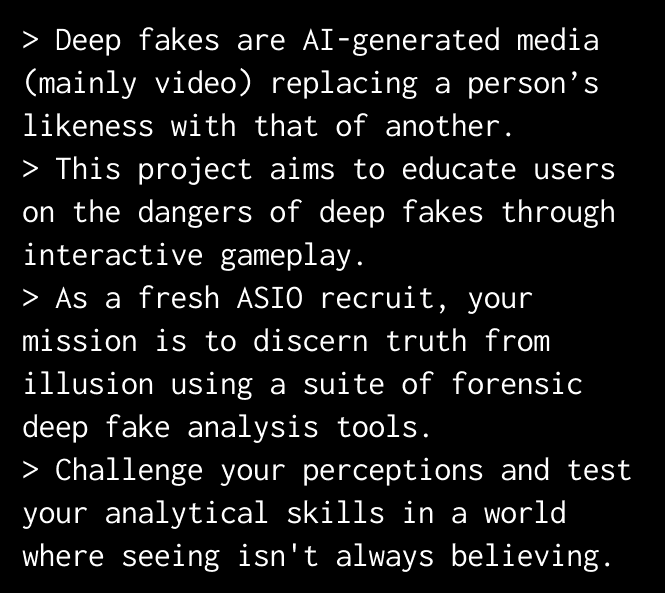 > Deep fakes are AI-generated media
(mainly video) replacing a person’s
likeness with that of another.
> This project aims to educate users
on the dangers of deep fakes through
interactive gameplay.
> As a fresh ASIO recruit, your
mission is to discern truth from
illusion using a suite of forensic
deep fake analysis tools.
> Challenge your perceptions and test
your analytical skills in a world
where seeing isn't always believing.